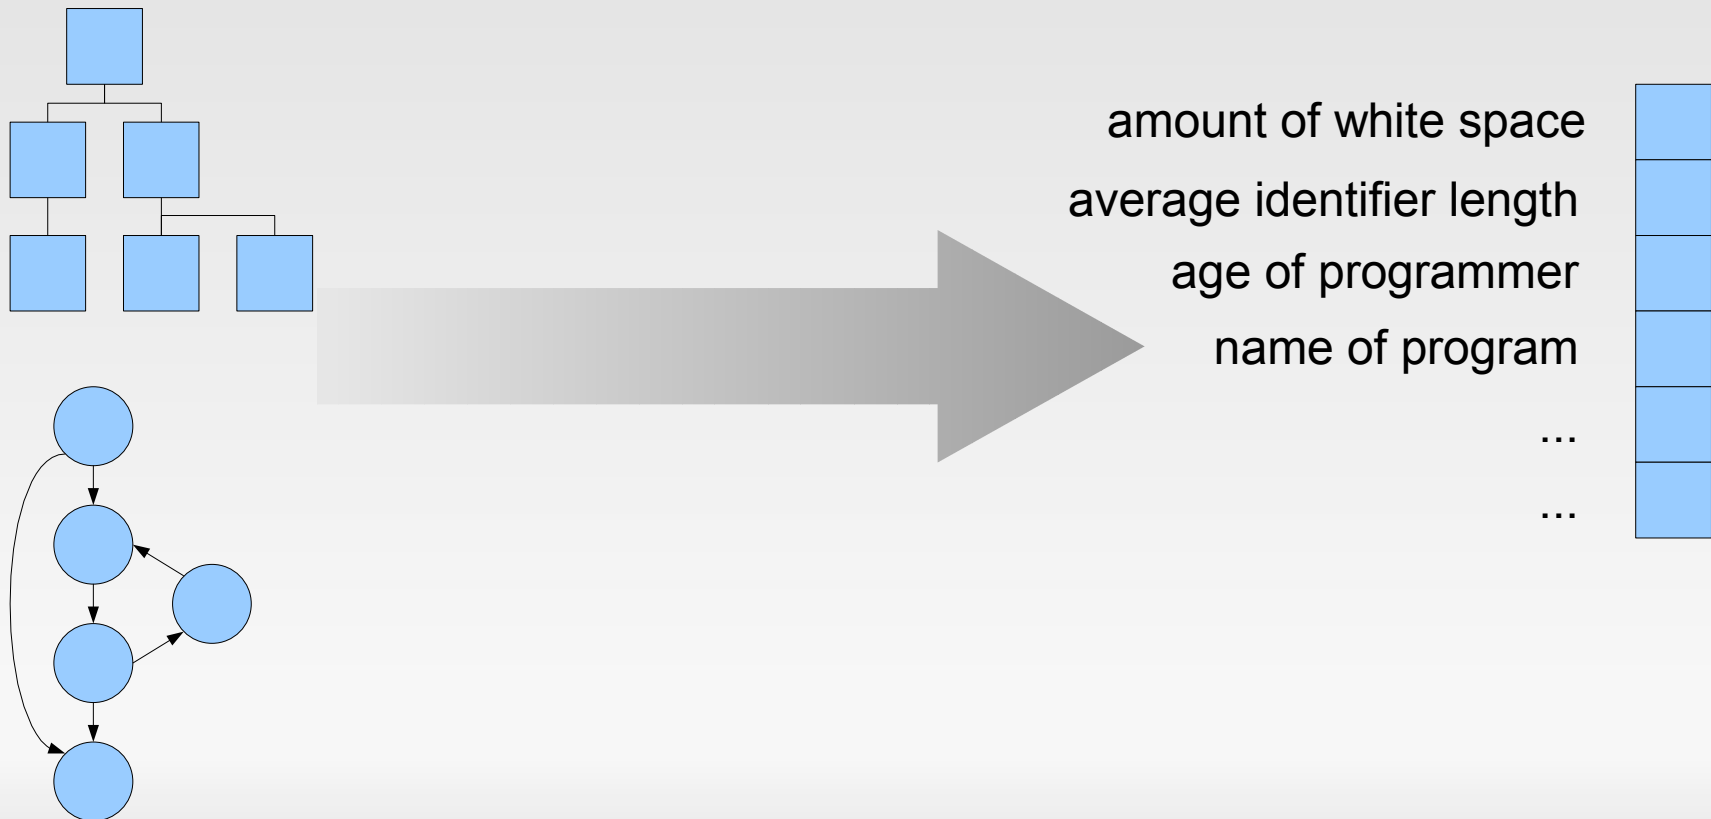 amount of white space
average identifier length
age of programmer
name of program
...
...